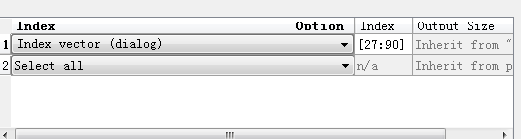 Index Option Index Output Size
1 Index vector (dialog) [27:90] Inherit from "
2 Select all n/a Inherit from p